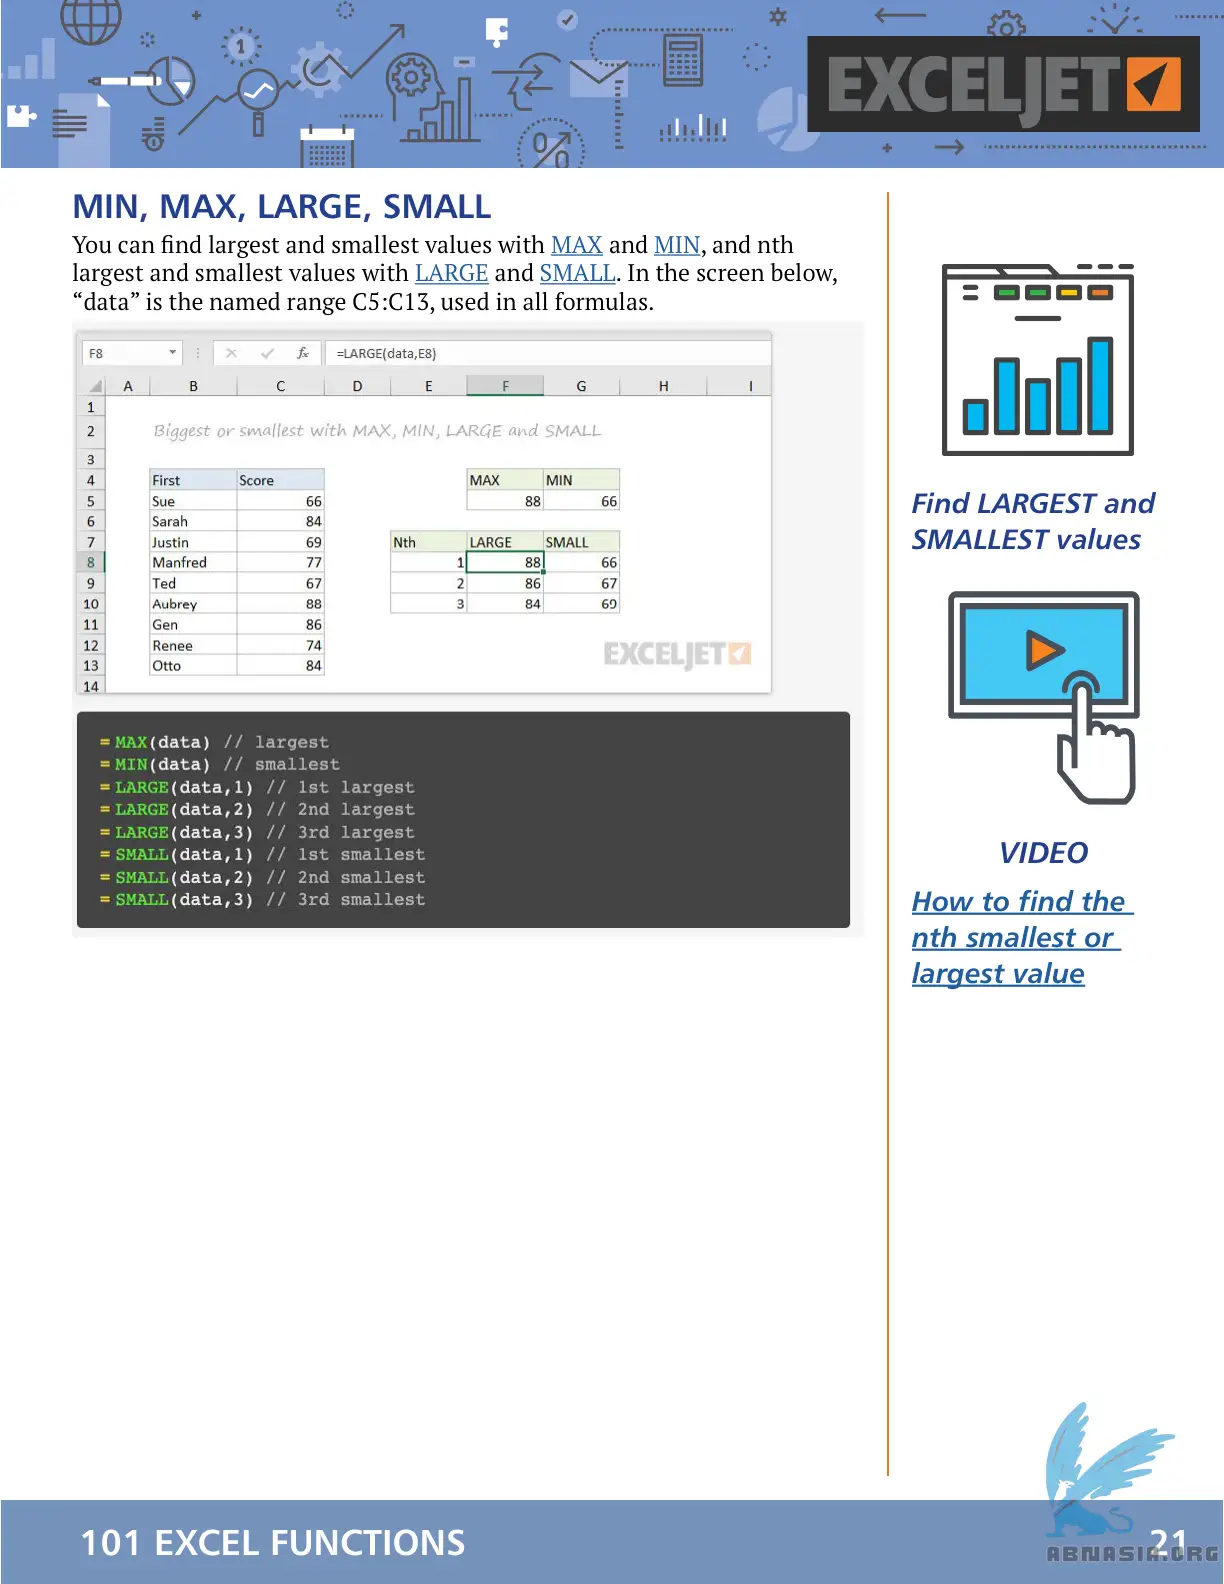 EXCELJET
MIN, MAX, LARGE, SMALL
You can find largest and smallest values with MAX and MIN, and nth
largest and smallest values with LARGE and SMALL. In the screen below,
“data” is the named range C5:C13, used in all formulas.
F8 fx =LARGE(data,E8)
A B C D E F G H I
1
2 Biggest or smallest with MAX, MIN, LARGE and SMALL
3
4 First Score MAX MIN
5 Sue 66 88 66
6 Sarah 84
7 Justin 69 Nth LARGE SMALL
8 Manfred 77 1 88 66
9 Ted 67 2 86 67
10 Aubrey 88 3 84 69
11 Gen 86
12 Renee 74
13 Otto 84
14
EXCELJET
=MAX(data) // largest
=MIN(data) // smallest
=LARGE(data,1) // 1st largest
=LARGE(data,2) // 2nd largest
=LARGE(data,3) // 3rd largest
=SMALL(data,1) // 1st smallest
=SMALL(data,2) // 2nd smallest
=SMALL(data,3) // 3rd smallest
Find LARGEST and
SMALLEST values
VIDEO
How to find the
nth smallest or
largest value
101 EXCEL FUNCTIONS
21
ABNASIA.ORG